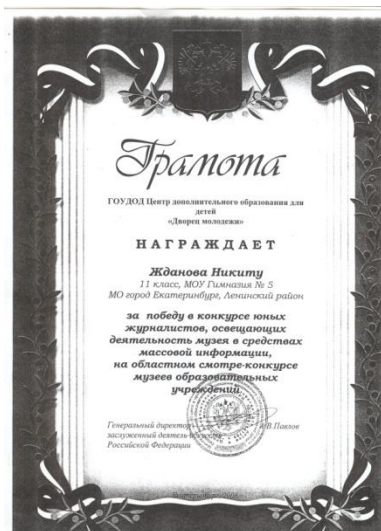 Грамота
ГОУДОД Центр дополнительного образования для
детей
«Дворец молодежи»
НАГРАЖДАЕТ
Жданова Никиту
11 класс, МОУ Гимназия № 5
МО город Екатеринбург, Ленинский район
за победу в конкурсе юных
журналистов, освещающих
деятельность музея в средствах
массовой информации,
на областном смотре-конкурсе
музеев образовательных
учреждений
Генеральный директор
В.Павлов
заслуженный деятель
Российской Федерации